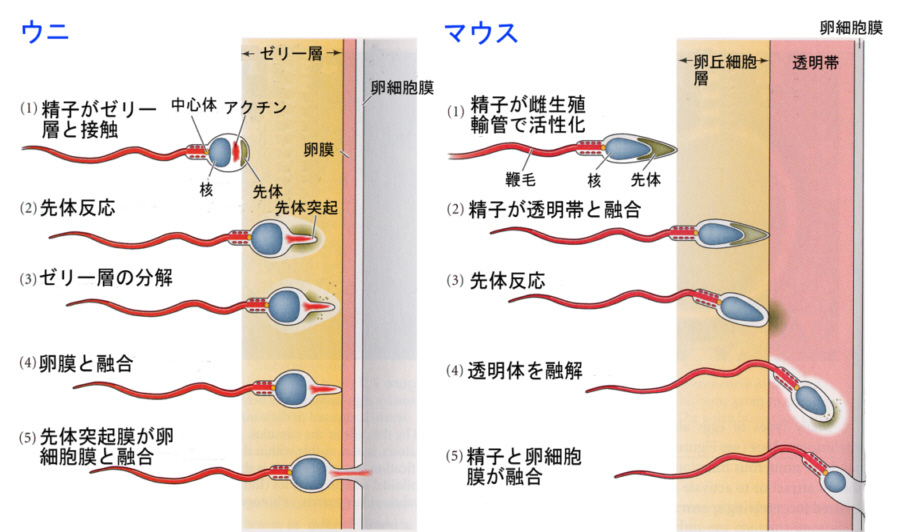 ウニ
ゼリー層
卵細胞膜
(1) 精子がゼリー
層と接触
中心体
アクチン
卵膜
核
先体
(2) 先体反応
先体突起
(3) ゼリー層の分解
(4) 卵膜と融合
(5) 先体突起膜が卵
細胞膜と融合
マウス
卵細胞膜
卵丘細胞
層
透明帯
(1) 精子が雌生殖
輸管で活性化
鞭毛
核
先体
(2) 精子が透明帯と融合
(3) 先体反応
(4) 透明体を融解
(5) 精子と卵細胞
膜が融合